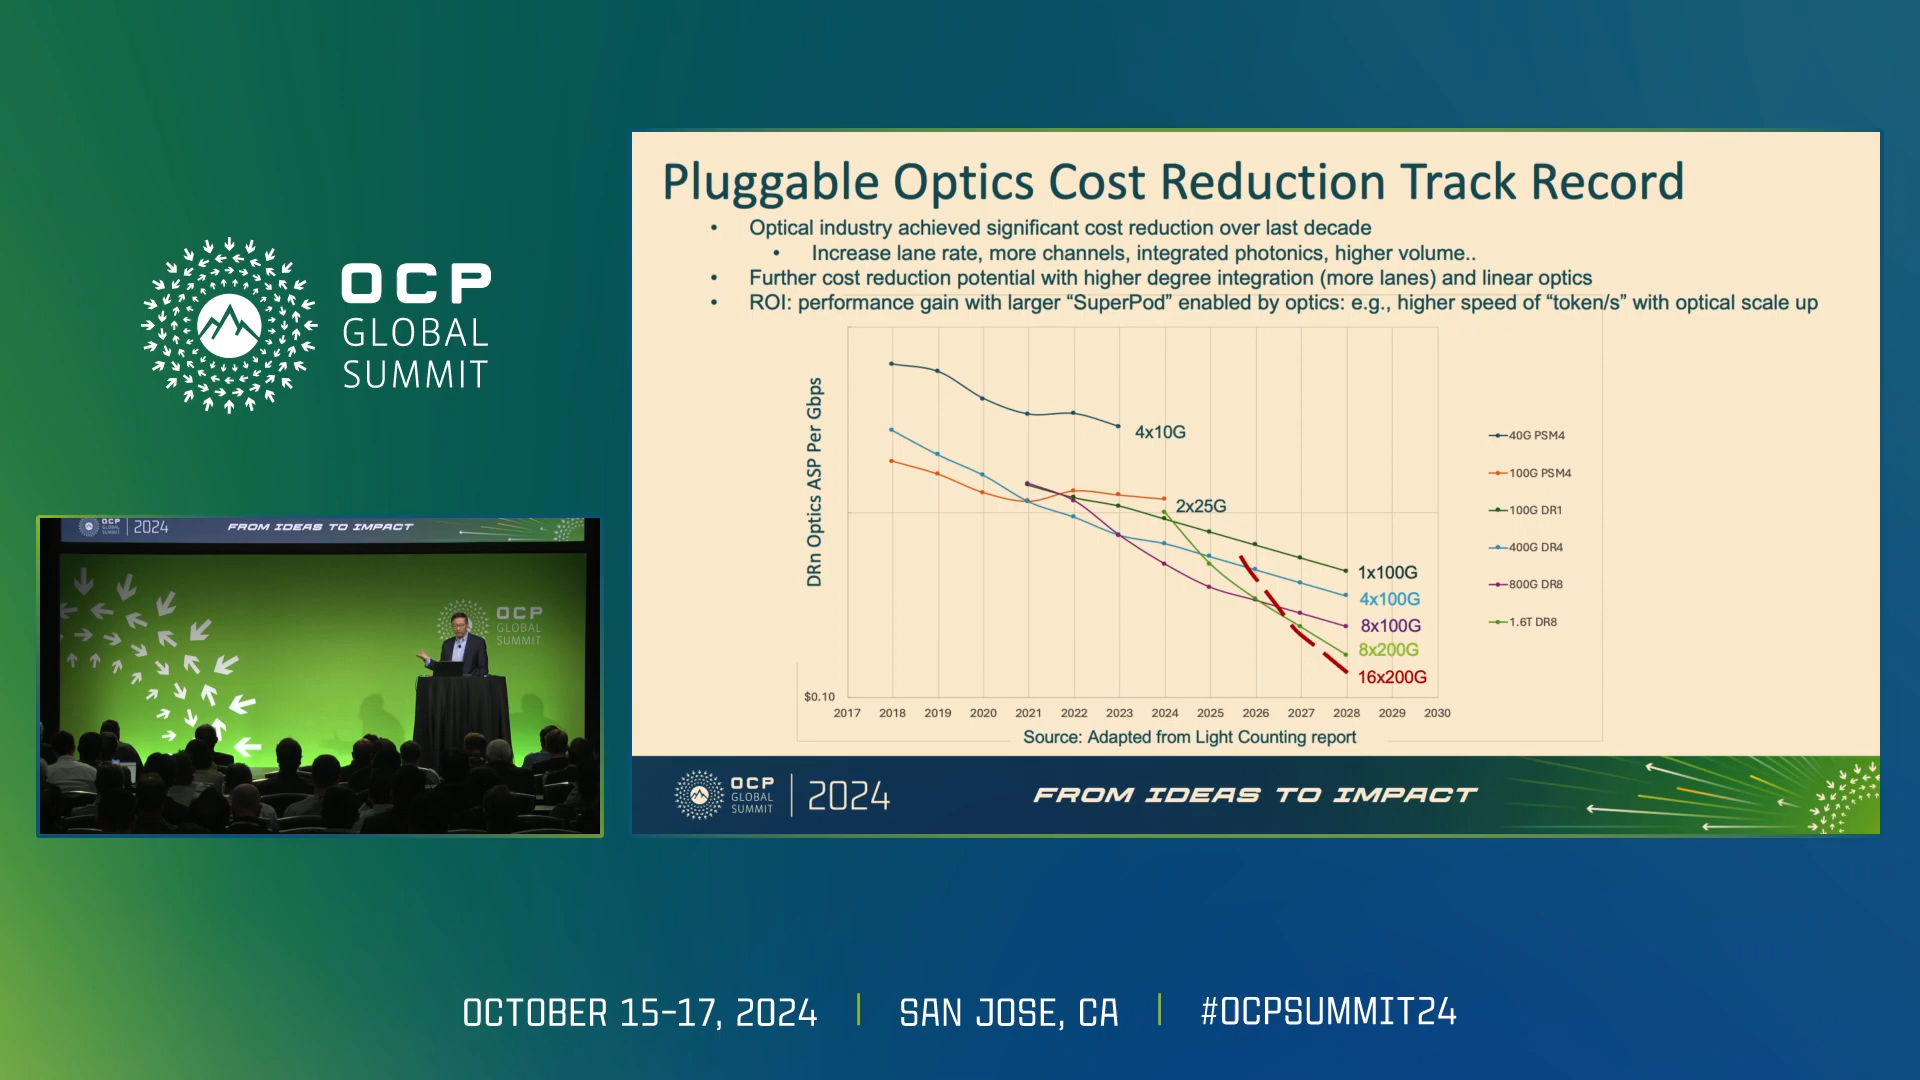 OCP
GLOBAL
SUMMIT
OCP
GLOBAL
SUMMIT
2024
FROM IDEAS TO IMPACT
OCP
GLOBAL
SUMMIT
Pluggable Optics Cost Reduction Track Record
• Optical industry achieved significant cost reduction over last decade
• Increase lane rate, more channels, integrated photonics, higher volume..
• Further cost reduction potential with higher degree integration (more lanes) and linear optics
• ROI: performance gain with larger “SuperPod” enabled by optics: e.g., higher speed of “token/s” with optical scale up
DRn Optics ASP Per Gbps
4x10G
2x25G
1x100G
4x100G
8x100G
8x200G
16x200G
40G PSM4
100G PSM4
100G DR1
400G DR4
800G DR8
1.6T DR8
$0.10
2017 2018 2019 2020 2021 2022 2023 2024 2025 2026 2027 2028 2029 2030
Source: Adapted from Light Counting report
OCP
GLOBAL
SUMMIT
2024
FROM IDEAS TO IMPACT
OCTOBER 15-17, 2024 | SAN JOSE, CA | #OCPSUMMIT24